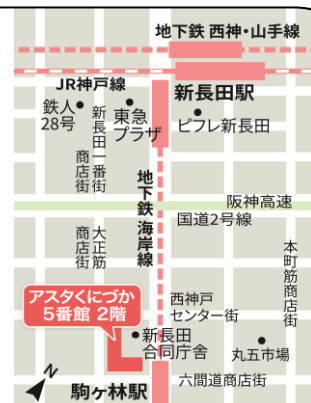 地下鉄 西神・山手線
JR神戸線
新長田駅
鉄人
28号
新長田一番街
商店街
東急
プラザ
ピフレ新長田
地下鉄 海岸線
阪神高速
国道2号線
大正筋
商店街
本町筋商店街
アスタくにづか
5番館 2階
西神戸
センター街
新長田
合同庁舎
丸五市場
駒ヶ林駅
六間道商店街
N